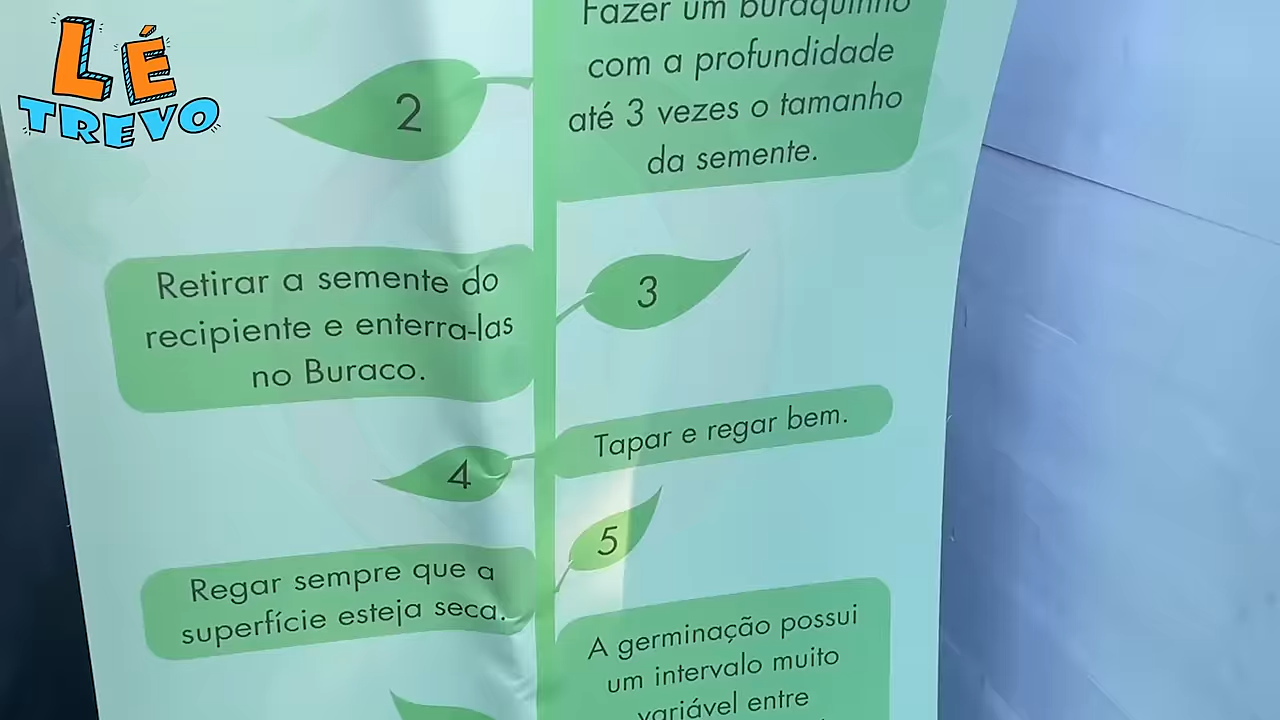 LÉ
TREVO
2
Fazer um buraquinho
com a profundidade
até 3 vezes o tamanho
da semente.
Retirar a semente do
recipiente e enterra-las
no Buraco.
3
4
Tapar e regar bem.
5
Regar sempre que a
superfície esteja seca.
A germinação possui
um intervalo muito
variável entre